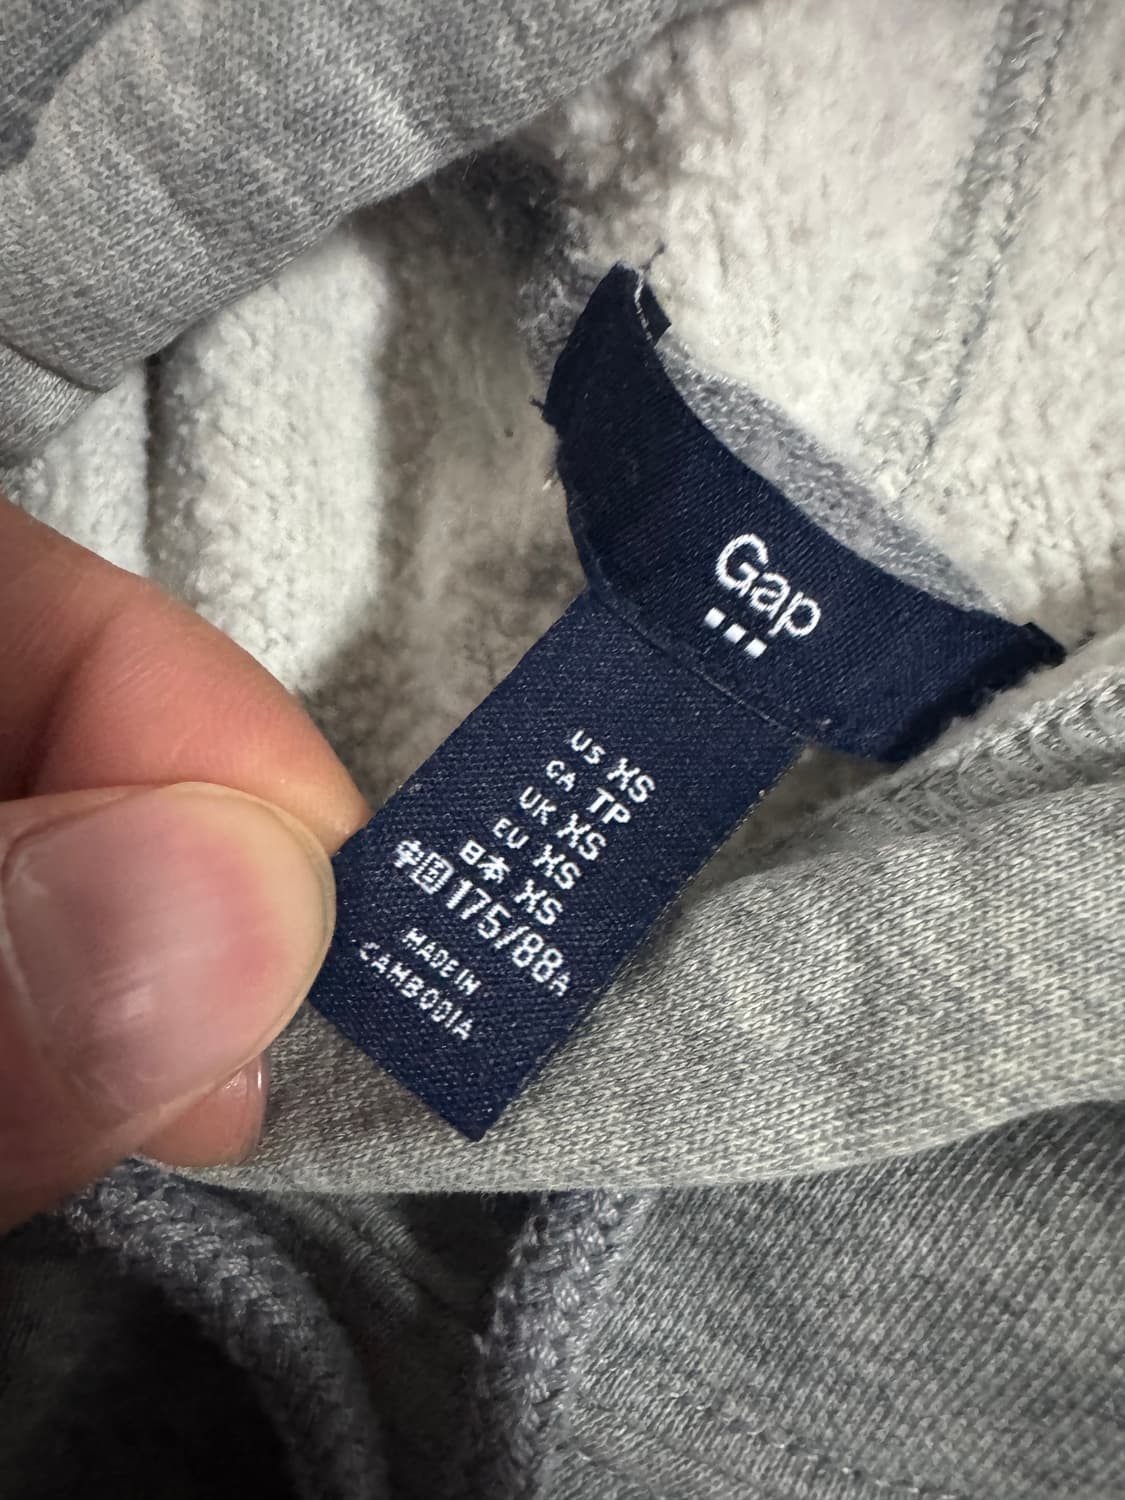 Gap
US XS
CA TP
UK XS
EU XS
日本 XS
中国 175/88A
MADE IN
CAMBODIA